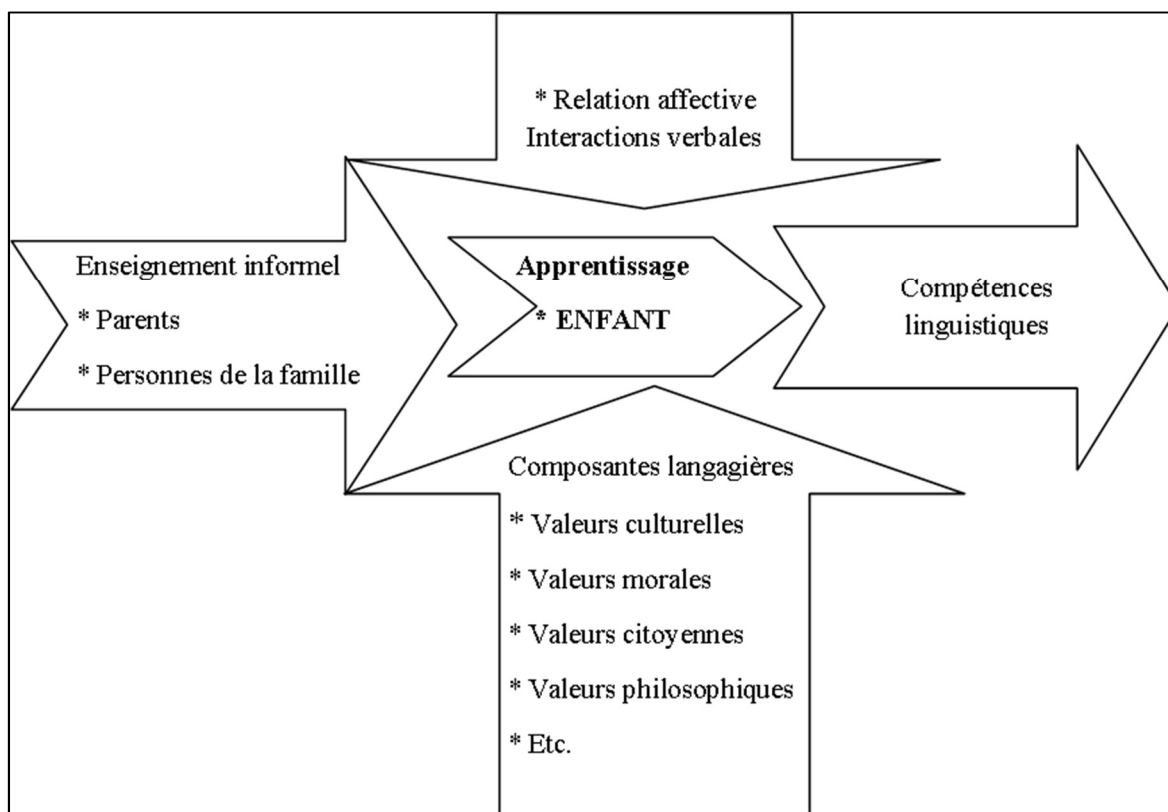 * Relation affective
Interactions verbales
Enseignement informel
* Parents
* Personnes de la famille
Apprentissage
* ENFANT
Compétences
linguistiques
Composantes langagières
* Valeurs culturelles
* Valeurs morales
* Valeurs citoyennes
* Valeurs philosophiques
* Etc.